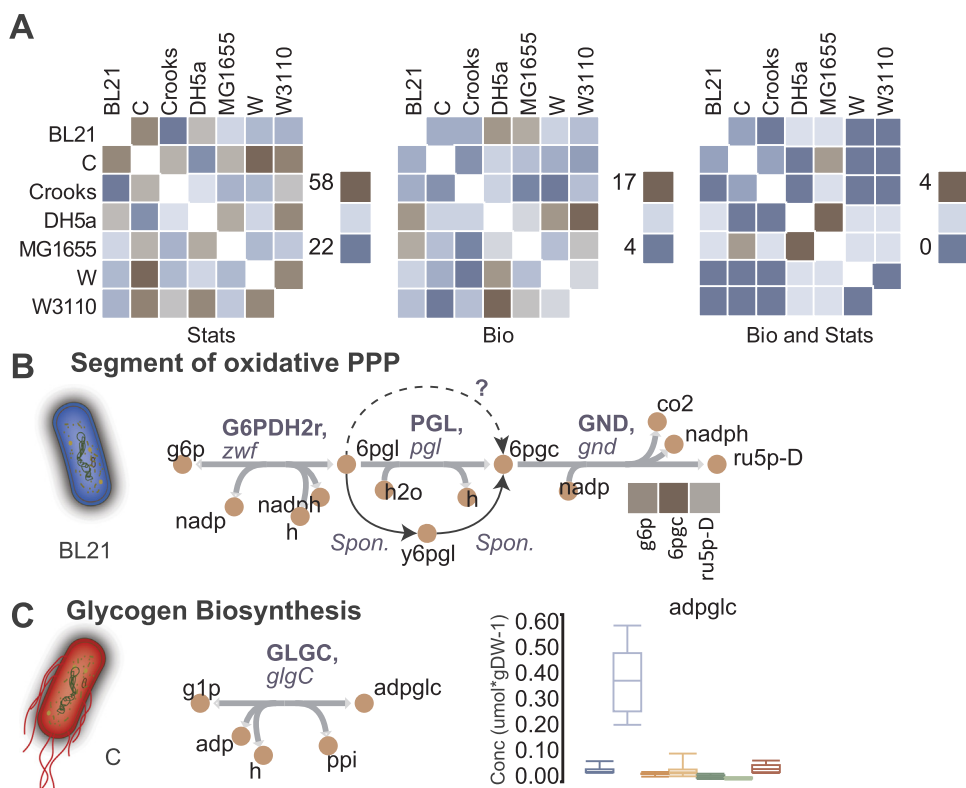 A
BL21
C
Crooks
DH5a
MG1655
W
W3110
BL21
C
Crooks
DH5a
MG1655
W
W3110
58
22
Stats
BL21
C
Crooks
DH5a
MG1655
W
W3110
17
4
Bio
BL21
C
Crooks
DH5a
MG1655
W
W3110
4
0
Bio and Stats
B Segment of oxidative PPP
BL21
g6p
G6PDH2r,
zwf
nadp
nadph
h
6pgl
?
PGL,
pgl
h2o
h
Spon.
y6pgl
Spon.
6pgc
GND,
gnd
nadp
co2
nadph
ru5p-D
g6p
6pgc
ru5p-D
C Glycogen Biosynthesis
C
g1p
GLGC,
glgC
adp
h
ppi
adpglc
adpglc
Conc (umol*gDW-1)
0.60
0.50
0.40
0.30
0.20
0.10
0.00